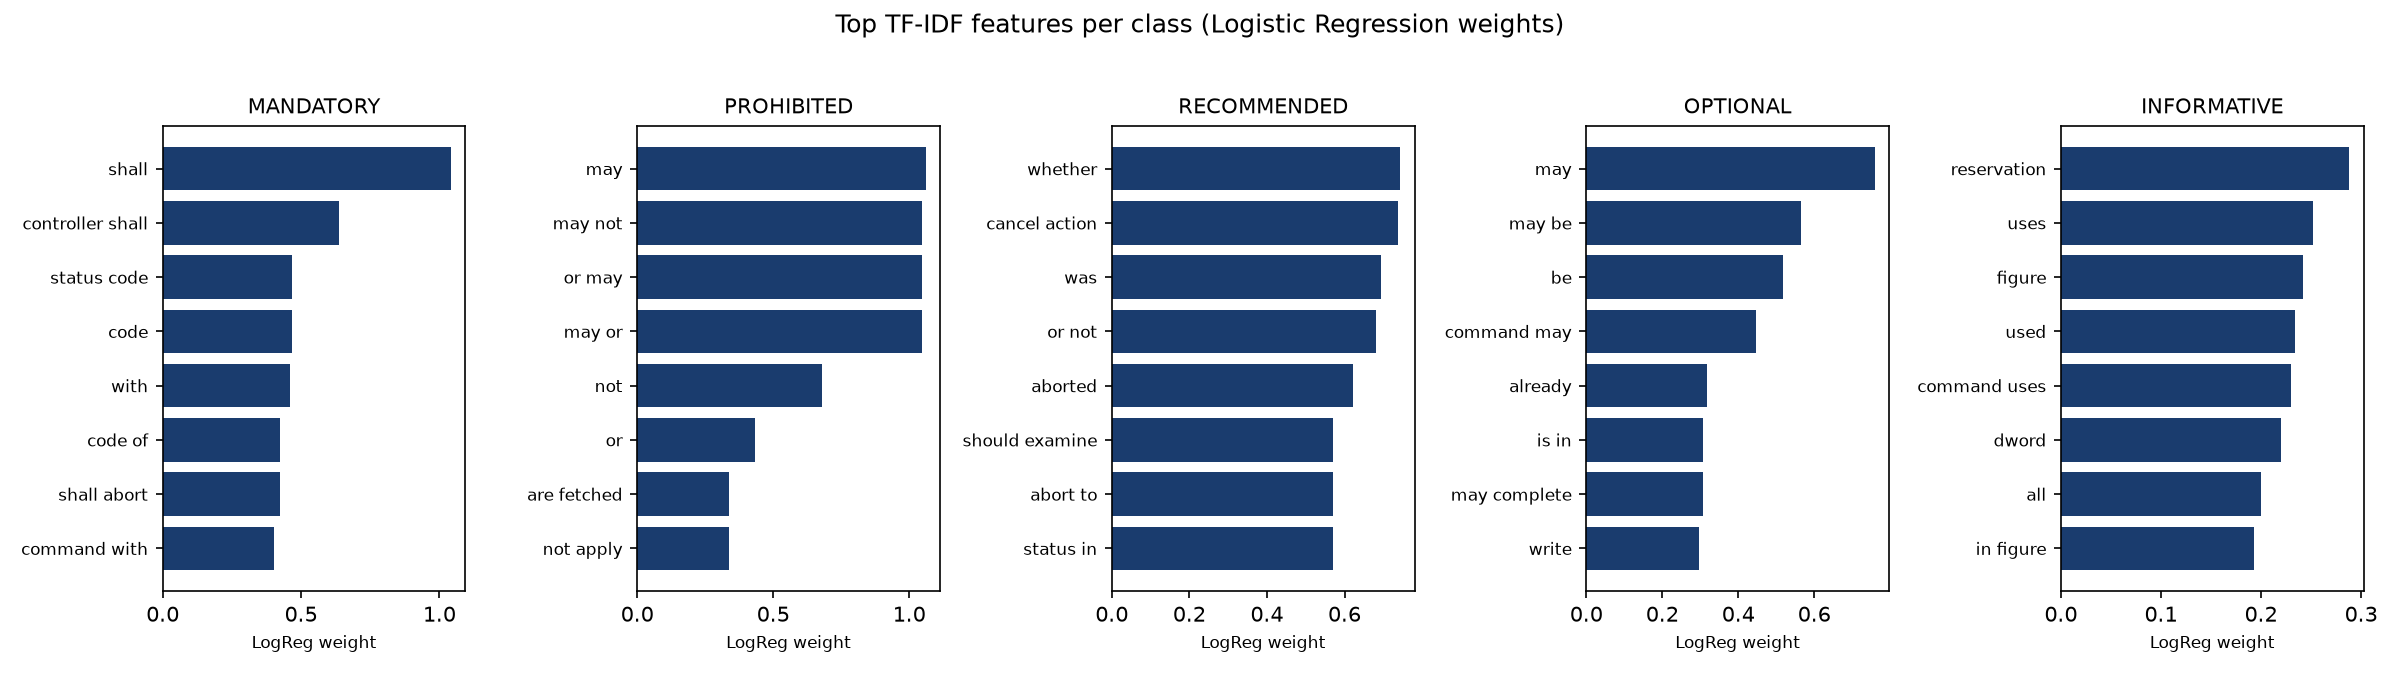 Top TF-IDF features per class (Logistic Regression weights)
MANDATORY
shall
controller shall
status code
code
with
code of
shall abort
command with
0.0 0.5 1.0
LogReg weight
PROHIBITED
may
may not
or may
may or
not
or
are fetched
not apply
0.0 0.5 1.0
LogReg weight
RECOMMENDED
whether
cancel action
was
or not
aborted
should examine
abort to
status in
0.0 0.2 0.4 0.6
LogReg weight
OPTIONAL
may
may be
be
command may
already
is in
may complete
write
0.0 0.2 0.4 0.6
LogReg weight
INFORMATIVE
reservation
uses
figure
used
command uses
dword
all
in figure
0.0 0.1 0.2 0.3
LogReg weight